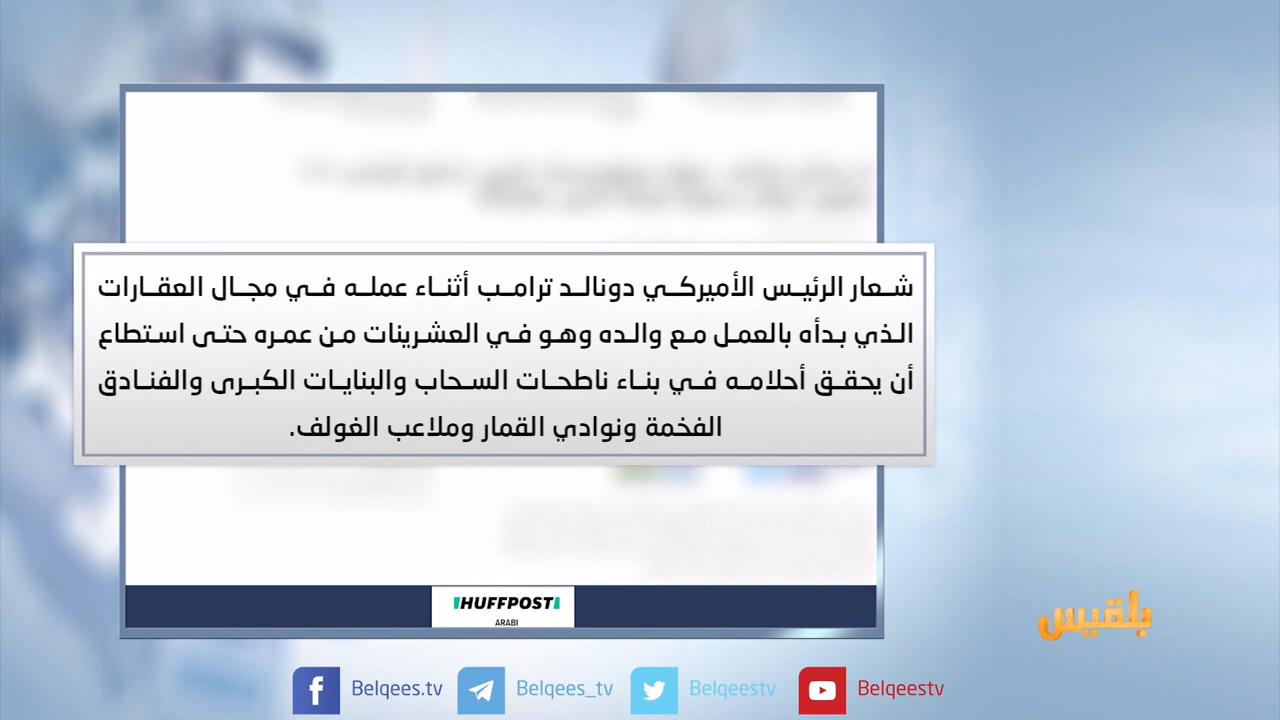 شعار الرئيس الأميركي دونالد ترامب أثناء عمله في مجال العقارات
الذي بدأه بالعمل مع والده وهو في العشرينات من عمره حتى استطاع
أن يحقق أحلامه في بناء ناطحات السحاب والبنايات الكبرى والفنادق
الفخمة ونوادي القمار وملاعب الغولف.
HUFFPOST
ARABI
بلقيس
Belqees.tv
Belqees_tv
Belqeestv
Belqeestv